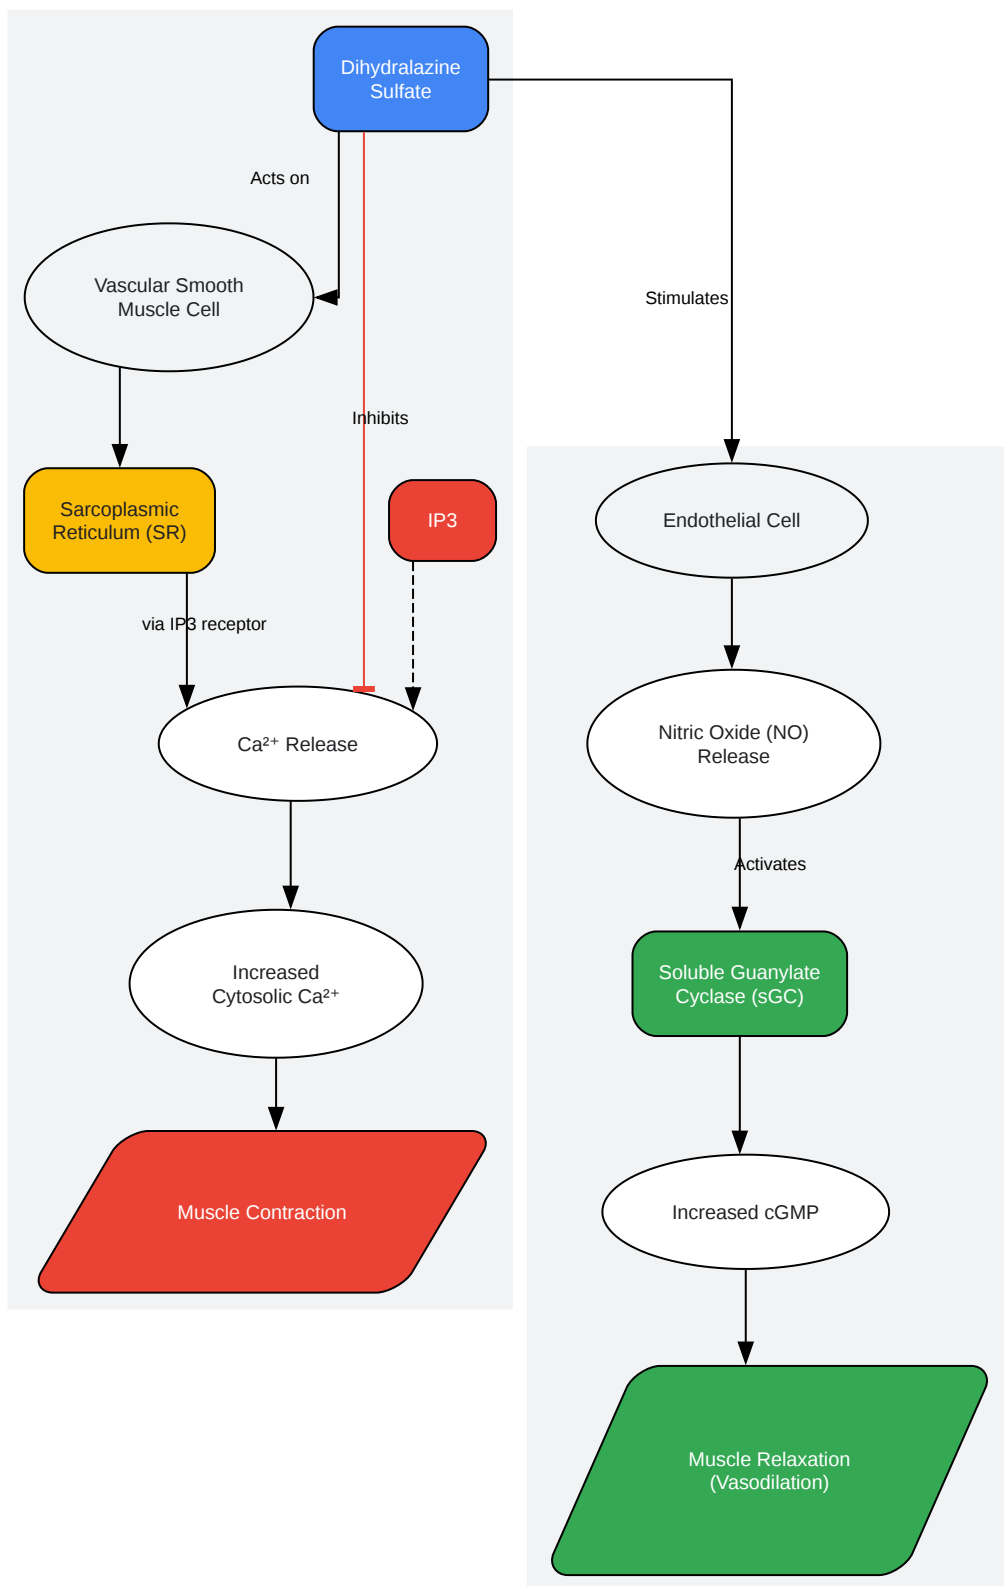 Dihydralazine
Sulfate
Acts on
Vascular Smooth
Muscle Cell
Stimulates
Inhibits
Sarcoplasmic
Reticulum (SR)
IP3
Endothelial Cell
via IP3 receptor
Ca²⁺ Release
Nitric Oxide (NO)
Release
Activates
Increased
Cytosolic Ca²⁺
Soluble Guanylate
Cyclase (sGC)
Muscle Contraction
Increased cGMP
Muscle Relaxation
(Vasodilation)